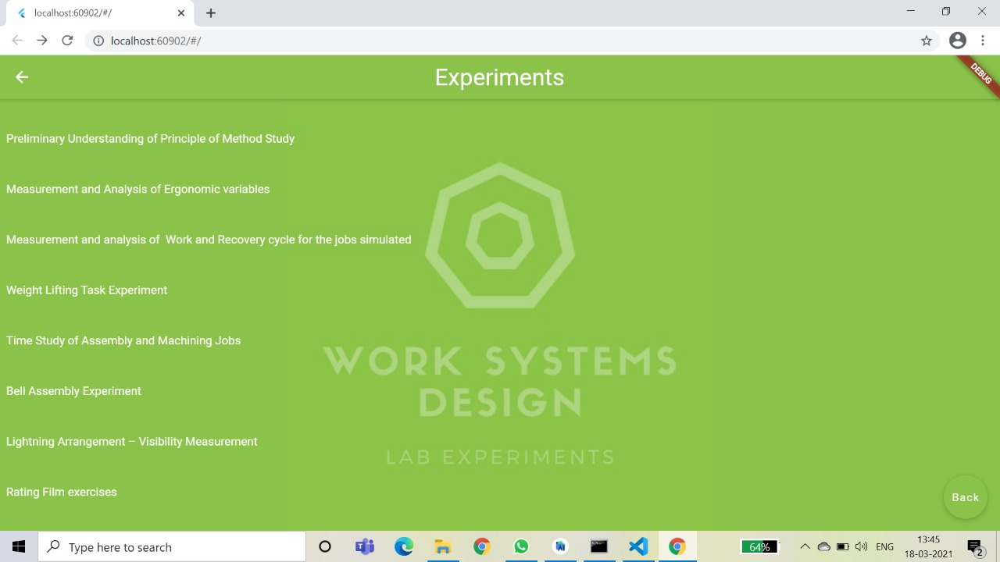 localhost:60902/#/
localhost:60902/#/
Experiments
DEBUG
Preliminary Understanding of Principle of Method Study
Measurement and Analysis of Ergonomic variables
Measurement and analysis of  Work and Recovery cycle for the jobs simulated
Weight Lifting Task Experiment
Time Study of Assembly and Machining Jobs
Bell Assembly Experiment
Lightning Arrangement – Visibility Measurement
Rating Film exercises
WORK SYSTEMS
DESIGN
LAB EXPERIMENTS
Back
Type here to search
AI
64%
ENG
13:45
18-03-2021
2